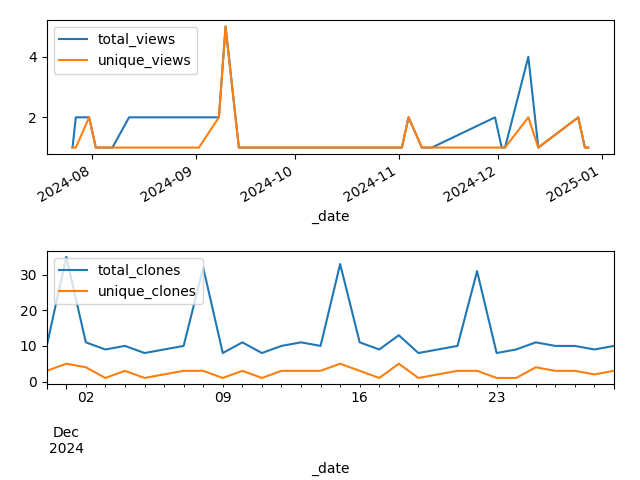 total_views
unique_views
4
2
2024-08
2024-09
2024-10
2024-11
2024-12
2025-01
_date
total_clones
unique_clones
30
20
10
0
02
09
16
23
Dec
2024
_date